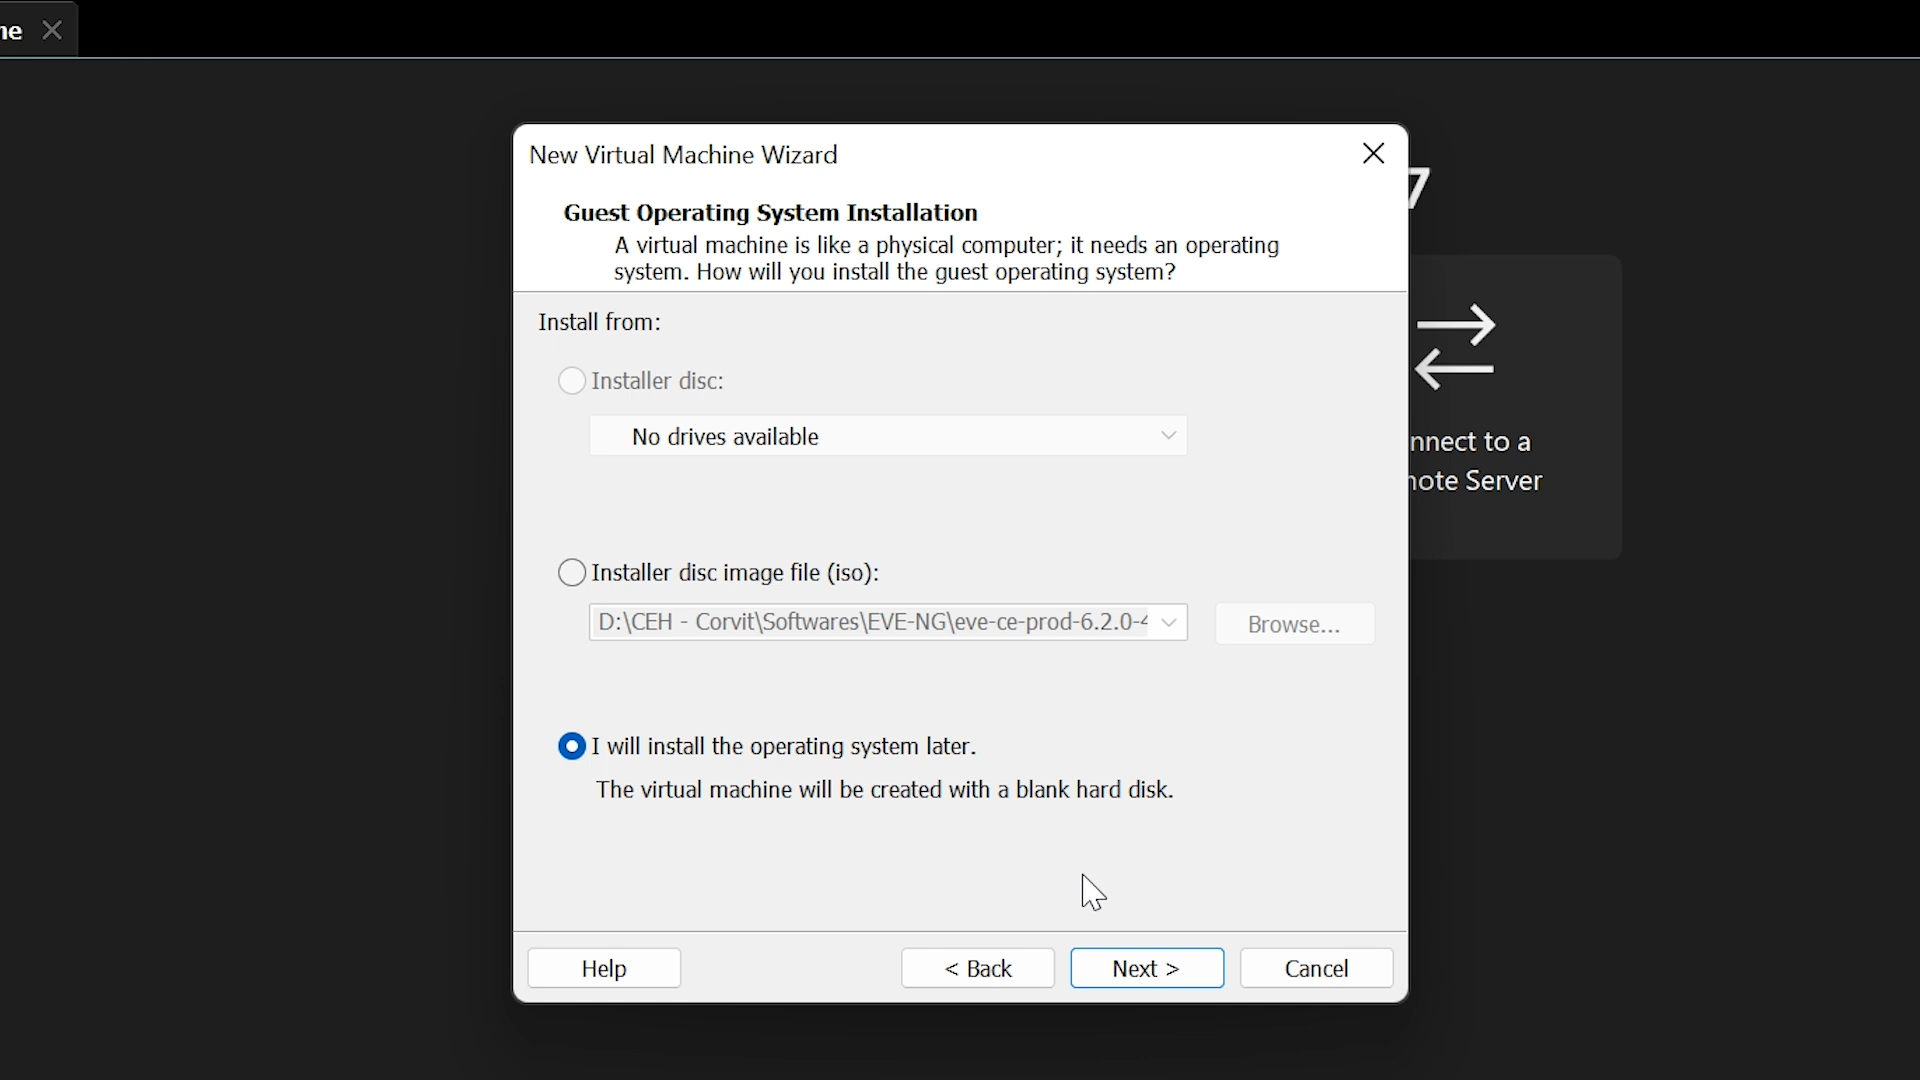 ne
New Virtual Machine Wizard
7
Guest Operating System Installation
A virtual machine is like a physical computer; it needs an operating
system. How will you install the guest operating system?
Install from:
Installer disc:
No drives available
nnect to a
note Server
Installer disc image file (iso):
D:\CEH - Corvit\Softwares\EVE-NG\eve-ce-prod-6.2.0-4
Browse...
I will install the operating system later.
The virtual machine will be created with a blank hard disk.
Help
< Back
Next >
Cancel